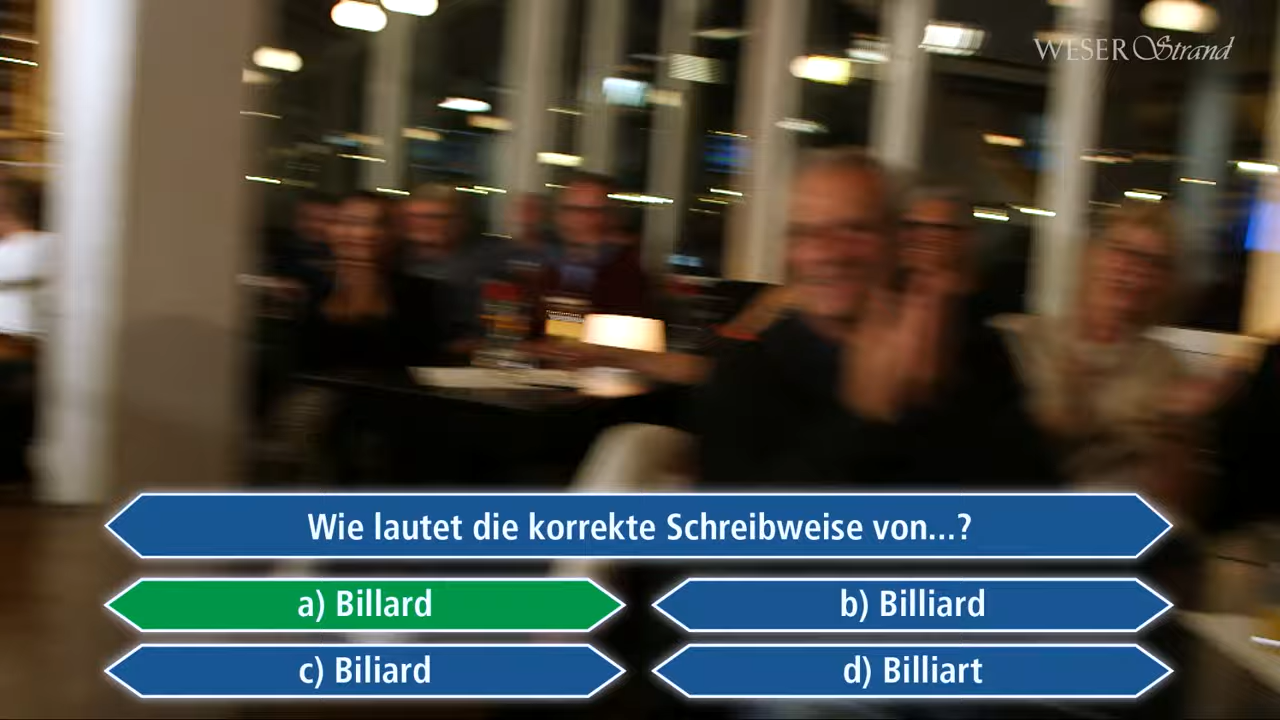 WESER Strand
Wie lautet die korrekte Schreibweise von...?
a) Billard
b) Billiard
c) Biliard
d) Billiart